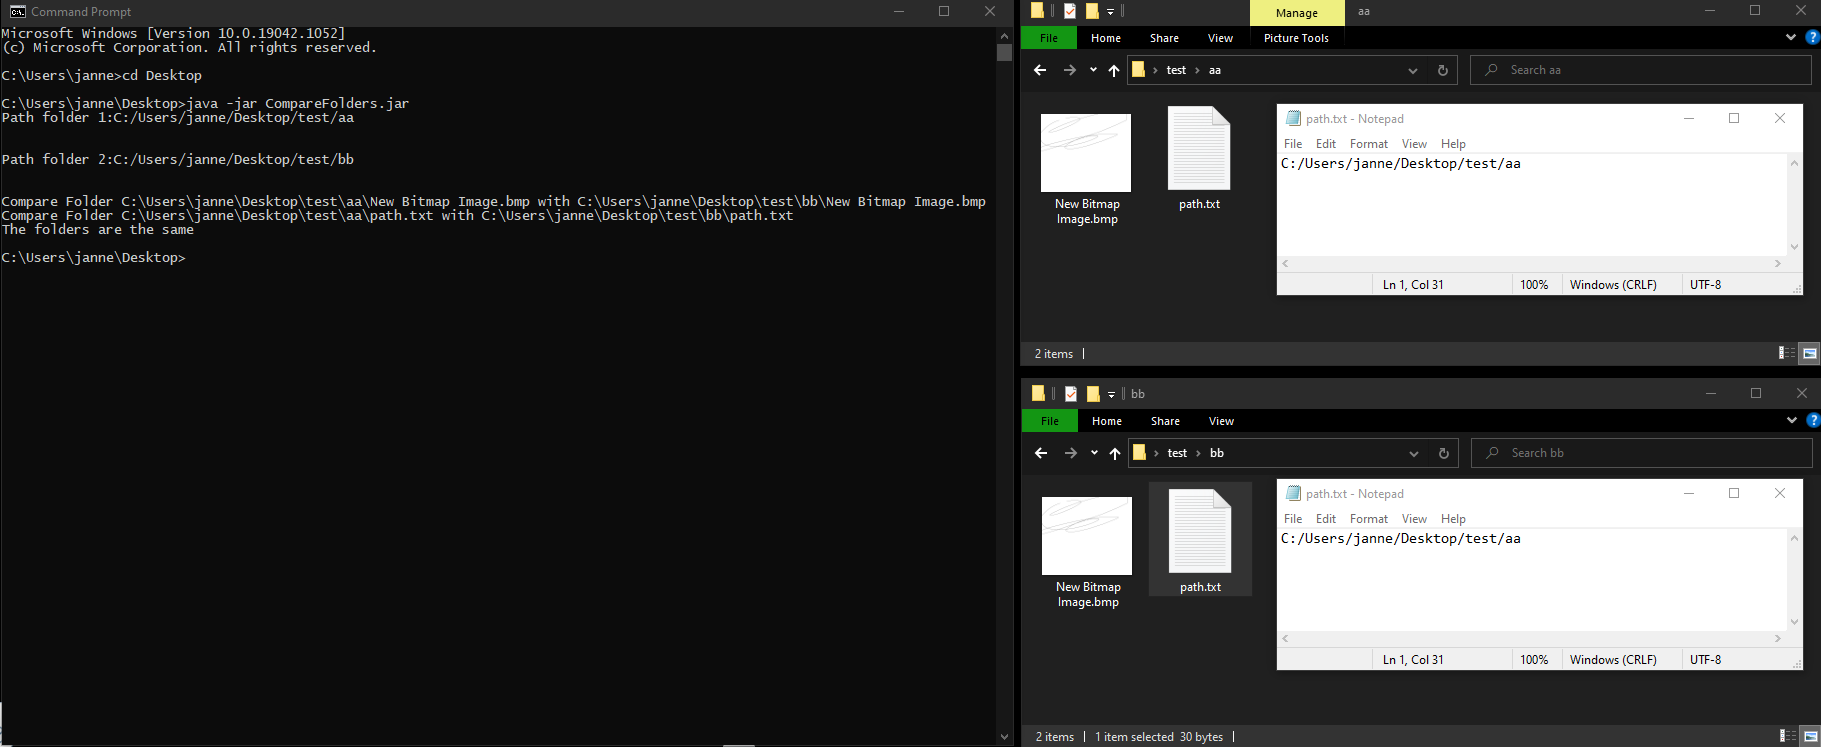 Command Prompt
Microsoft Windows [Version 10.0.19042.1052]
(c) Microsoft Corporation. All rights reserved.
C:\Users\janne>cd Desktop
C:\Users\janne\Desktop>java -jar CompareFolders.jar
Path folder 1:C:/Users/janne/Desktop/test/aa
Path folder 2:C:/Users/janne/Desktop/test/bb
Compare Folder C:\Users\janne\Desktop\test\aa\New Bitmap Image.bmp with C:\Users\janne\Desktop\test\bb\New Bitmap Image.bmp
Compare Folder C:\Users\janne\Desktop\test\aa\path.txt with C:\Users\janne\Desktop\test\bb\path.txt
The folders are the same
C:\Users\janne\Desktop>
Manage aa
File Home Share View Picture Tools
test aa Search aa
New Bitmap
Image.bmp
path.txt
path.txt - Notepad
File Edit Format View Help
C:/Users/janne/Desktop/test/aa
Ln 1, Col 31 100% Windows (CRLF) UTF-8
2 items
bb
File Home Share View
test bb Search bb
New Bitmap
Image.bmp
path.txt
path.txt - Notepad
File Edit Format View Help
C:/Users/janne/Desktop/test/aa
Ln 1, Col 31 100% Windows (CRLF) UTF-8
2 items 1 item selected 30 bytes